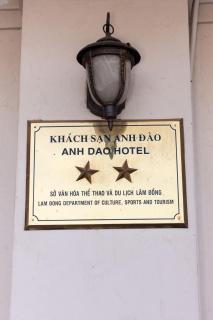 KHÁCH SẠN ANH ĐÀO
ANH DAO HOTEL
SỞ VĂN HÓA THỂ THAO VÀ DU LỊCH LÂM ĐỒNG
LAM DONG DEPARTMENT OF CULTURE, SPORTS AND TOURISM